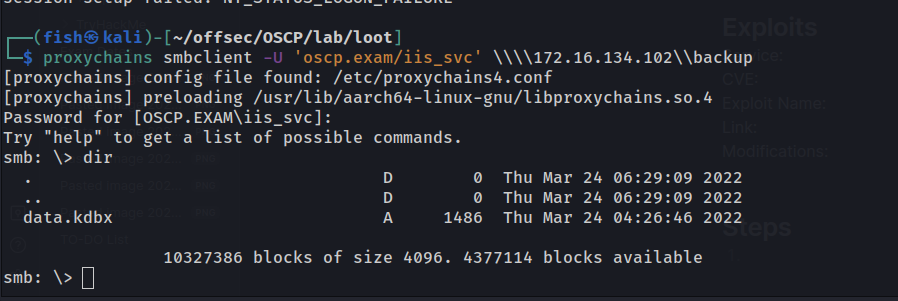 session setup failed: NT_STATUS_LOGON_FAILURE
┌──(fish㉿kali)-[~/offsec/OSCP/lab/loot]
└─$ proxychains smbclient -U 'oscp.exam/iis_svc' \\\\172.16.134.102\\backup
[proxychains] config file found: /etc/proxychains4.conf
[proxychains] preloading /usr/lib/aarch64-linux-gnu/libproxychains.so.4
Password for [OSCP.EXAM\iis_svc]:
Try "help" to get a list of possible commands.
smb: \> dir
. D 0 Thu Mar 24 06:29:09 2022
.. D 0 Thu Mar 24 06:29:09 2022
data.kdbx A 1486 Thu Mar 24 04:26:46 2022
10327386 blocks of size 4096. 4377114 blocks available
smb: \>
Exploits
CVE:
Exploit Name:
Link:
Modifications:
Steps